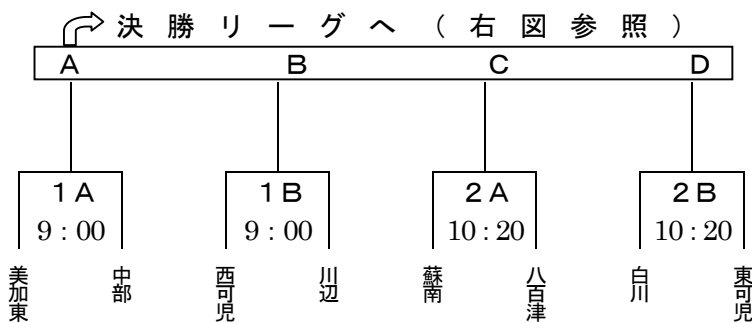 決勝リーグへ(右図参照)
A B C D
1A 1B 2A 2B
9:00 9:00 10:20 10:20
美加東 中部 西可児 川辺 蘇南 八百津 白川 東可児